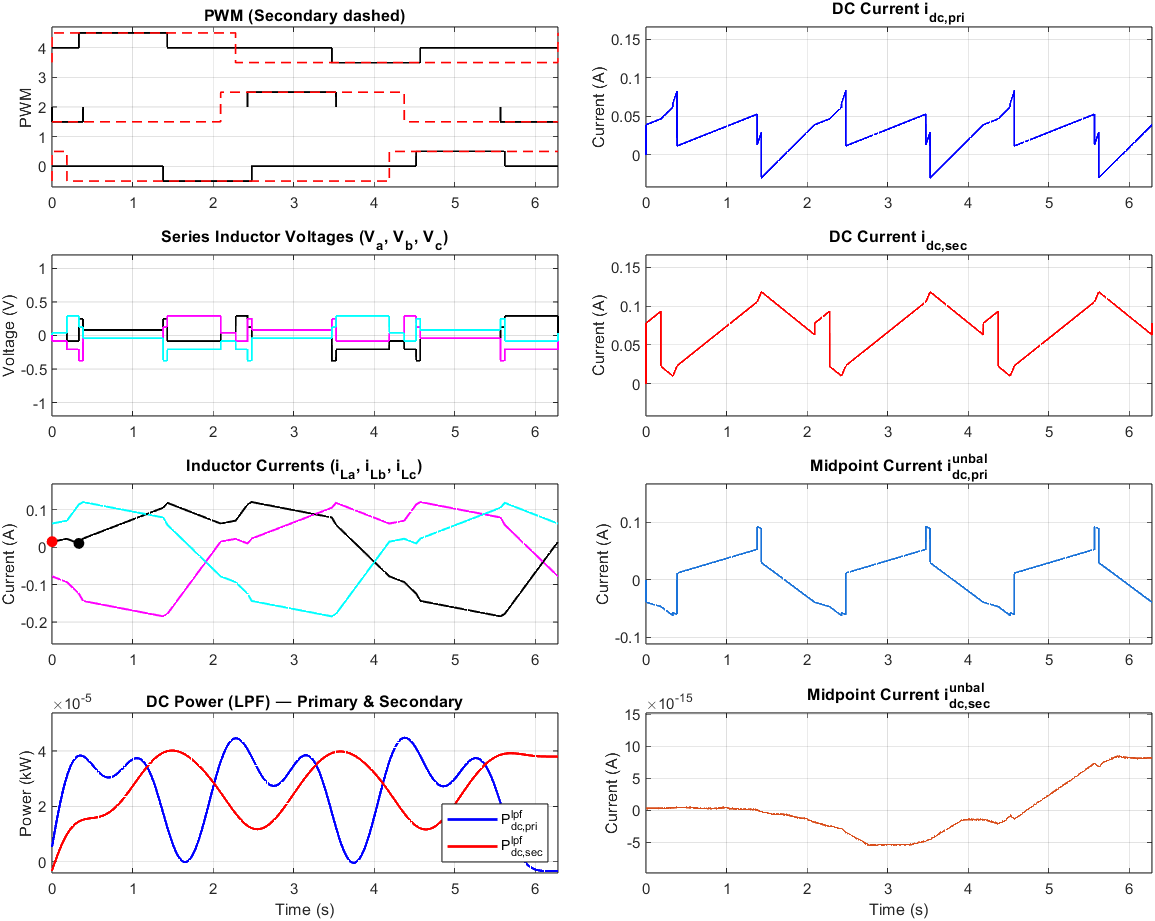 PWM (Secondary dashed)
PWM
4
3
2
1
0
0 1 2 3 4 5 6
DC Current i_dc,pri
Current (A)
0.15
0.1
0.05
0
0 1 2 3 4 5 6
Series Inductor Voltages (V_a, V_b, V_c)
Voltage (V)
1
0.5
0
-0.5
-1
0 1 2 3 4 5 6
DC Current i_dc,sec
Current (A)
0.15
0.1
0.05
0
0 1 2 3 4 5 6
Inductor Currents (i_La, i_Lb, i_Lc)
Current (A)
0.1
0
-0.1
-0.2
0 1 2 3 4 5 6
Midpoint Current i^unbal_dc,pri
Current (A)
0.1
0
-0.1
0 1 2 3 4 5 6
DC Power (LPF) — Primary & Secondary
×10^-5
Power (kW)
4
2
0
P^lpf_dc,pri
P^lpf_dc,sec
0 1 2 3 4 5 6
Time (s)
Midpoint Current i^unbal_dc,sec
×10^-15
Current (A)
15
10
5
0
-5
0 1 2 3 4 5 6
Time (s)